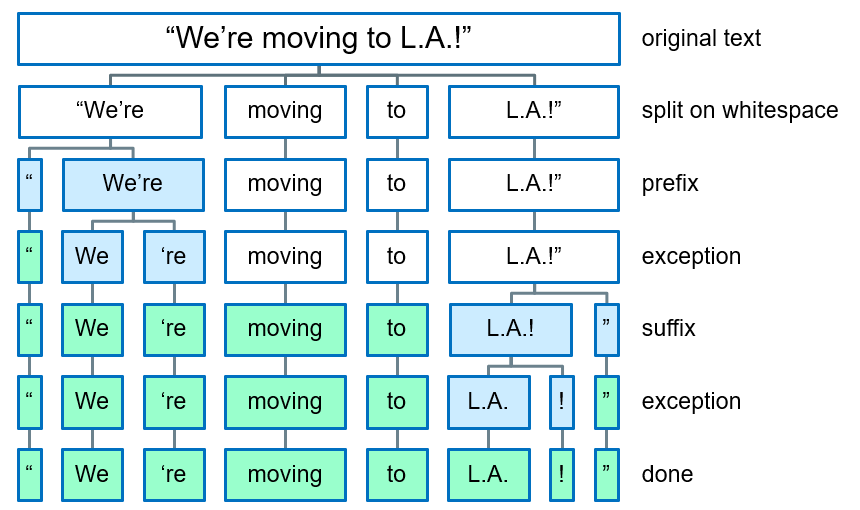 “We’re moving to L.A.!” original text
“We’re moving to L.A.!” split on whitespace
“ We’re moving to L.A.!” prefix
“ We ‘re moving to L.A.!” exception
“ We ‘re moving to L.A.! ” suffix
“ We ‘re moving to L.A. ! ” exception
“ We ‘re moving to L.A. ! ” done